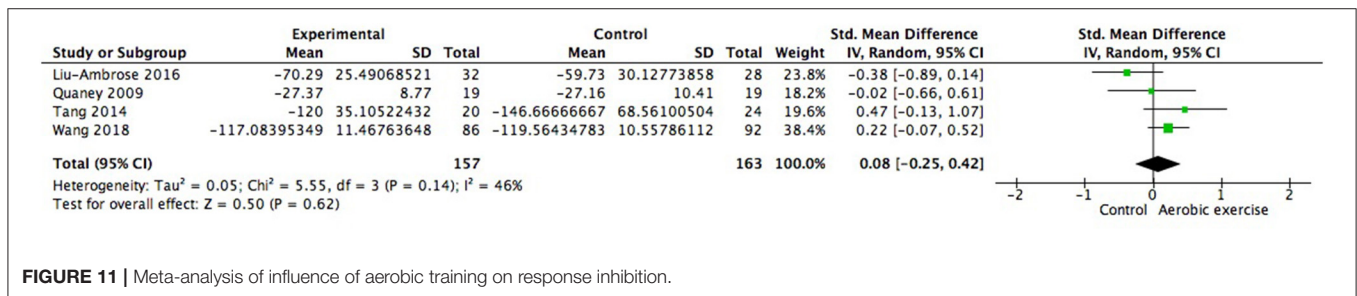 Experimental Control Std. Mean Difference Std. Mean Difference
Study or Subgroup Mean SD Total Mean SD Total Weight IV, Random, 95% CI IV, Random, 95% CI
Liu-Ambrose 2016 -70.29 25.49068521 32 -59.73 30.12773858 28 23.8% -0.38 [-0.89, 0.14]
Quaney 2009 -27.37 8.77 19 -27.16 10.41 19 18.2% -0.02 [-0.66, 0.61]
Tang 2014 -120 35.10522432 20 -146.66666667 68.56100504 24 19.6% 0.47 [-0.13, 1.07]
Wang 2018 -117.08395349 11.46763648 86 -119.56434783 10.55786112 92 38.4% 0.22 [-0.07, 0.52]
Total (95% CI) 157 163 100.0% 0.08 [-0.25, 0.42]
Heterogeneity: Tau² = 0.05; Chi² = 5.55, df = 3 (P = 0.14); I² = 46%
Test for overall effect: Z = 0.50 (P = 0.62)
-2 -1 0 1 2
Control Aerobic exercise
FIGURE 11 | Meta-analysis of influence of aerobic training on response inhibition.